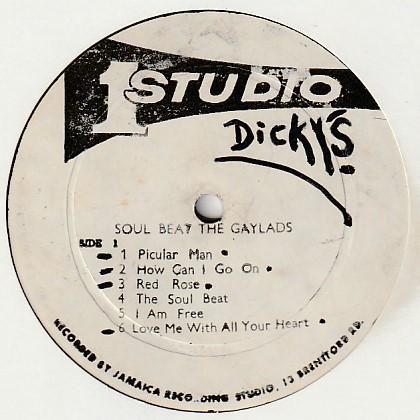 1 STUDIO
DICKY'S
SOUL BEAT THE GAYLADS
SIDE 1
1 Picular Man
2 How Can I Go On
3 Red Rose
4 The Soul Beat
5 I Am Free
6 Love Me With All Your Heart
RECORDED BY JAMAICA RECORDING STUDIO, 13 BRENTFORD RD.